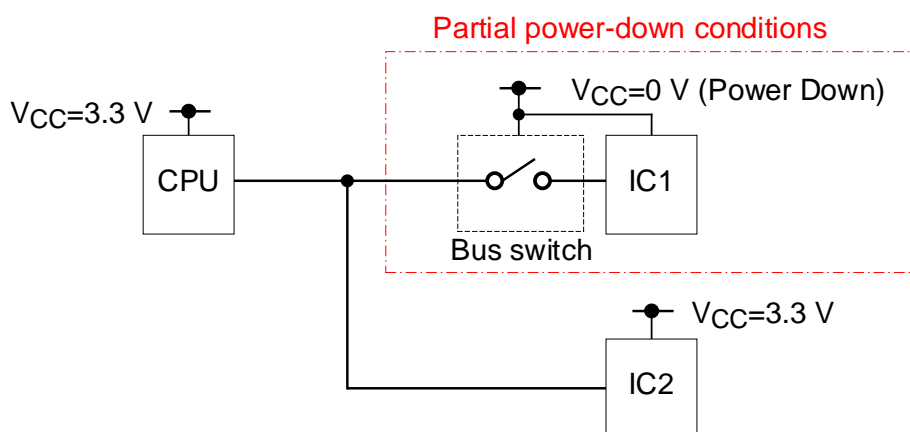 Partial power-down conditions
VCC=0 V (Power Down)
VCC=3.3 V
CPU
IC1
Bus switch
VCC=3.3 V
IC2